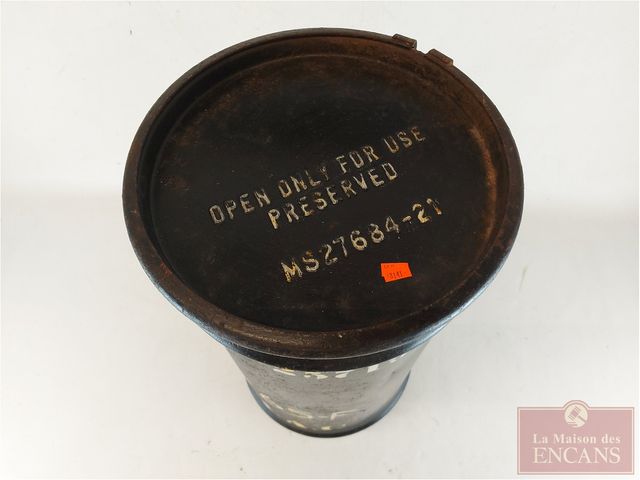 OPEN ONLY FOR USE
PRESERVED
MS27684-21
La Maison des
ENCANS